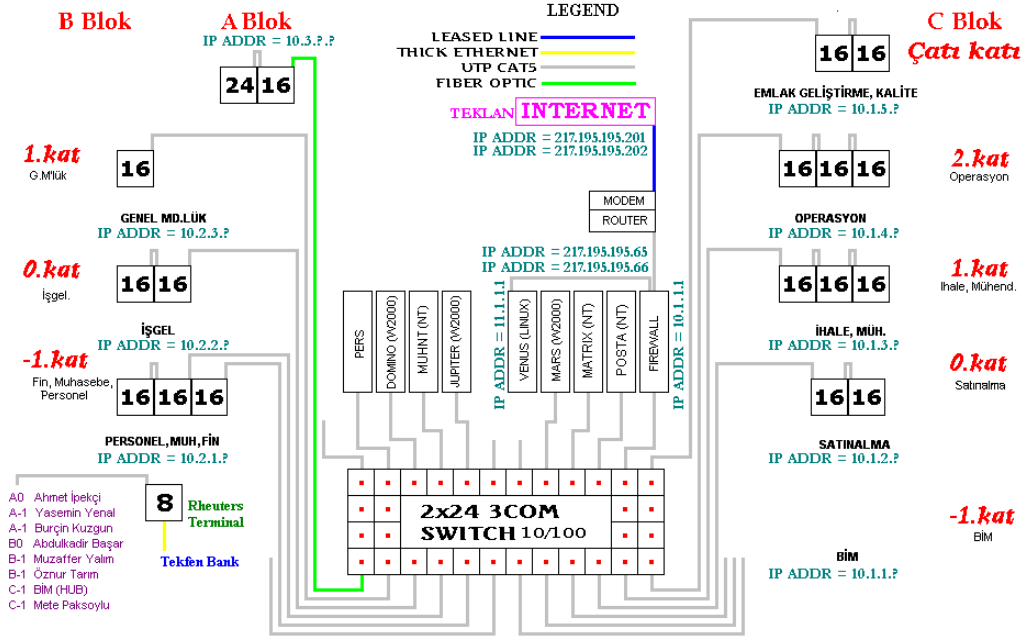 B Blok
A Blok
IP ADDR = 10.3.?.?
24 16
LEGEND
LEASED LINE
THICK ETHERNET
UTP CAT5
FIBER OPTIC
TEKLAN INTERNET
IP ADDR = 217.195.195.201
IP ADDR = 217.195.195.202
MODEM
ROUTER
IP ADDR = 217.195.195.65
IP ADDR = 217.195.195.66
C Blok
Çatı katı
16 16
EMLAK GELİŞTİRME, KALİTE
IP ADDR = 10.1.5.?
1.kat
G.M'lük
16
GENEL MD.LÜK
IP ADDR = 10.2.3.?
0.kat
İşgel.
16 16
İŞGEL
IP ADDR = 10.2.2.?
-1.kat
Fin, Muhasebe,
Personel
16 16 16
PERSONEL,MUH,FİN
IP ADDR = 10.2.1.?
2.kat
Operasyon
16 16 16
OPERASYON
IP ADDR = 10.1.4.?
1.kat
Ihale, Mühend.
16 16 16
İHALE, MÜH.
IP ADDR = 10.1.3.?
0.kat
Satınalma
16 16
SATINALMA
IP ADDR = 10.1.2.?
-1.kat
BİM
BİM
IP ADDR = 10.1.1.?
PERS
DOMINO (W2000)
MUHNT (NT)
JUPITER (W2000)
IP ADDR = 11.1.1.1
VENUS (LINUX)
MARS (W2000)
MATRIX (NT)
POSTA (NT)
FIREWALL
IP ADDR = 10.1.1.1
2x24 3COM
SWITCH 10/100
8
Rheuters
Terminal
Tekfen Bank
A0 Ahmet İpekçi
A-1 Yasemin Yenal
A-1 Burçin Kuzgun
B0 Abdulkadir Başar
B-1 Muzaffer Yalım
B-1 Öznur Tarım
C-1 BİM (HUB)
C-1 Mete Paksoylu